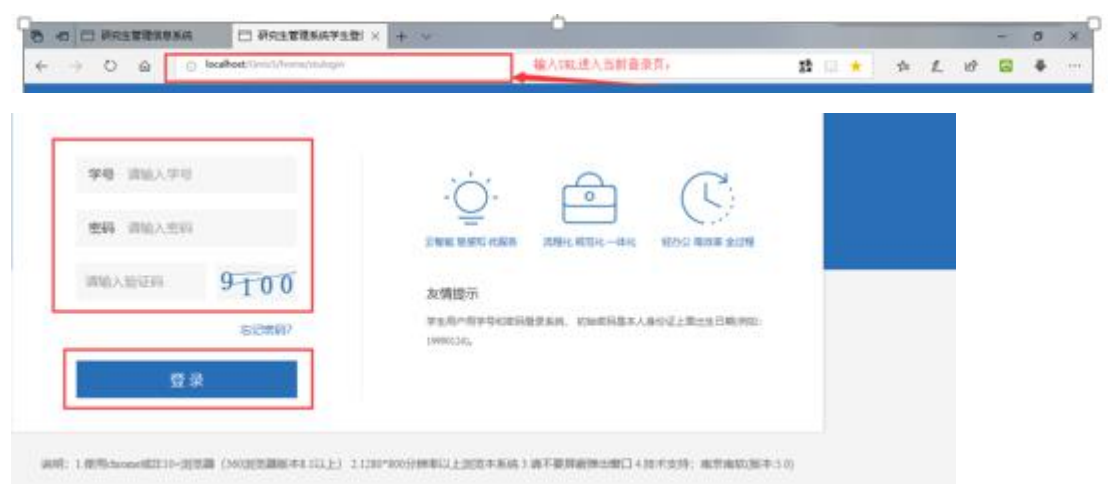 研究生管理信息系统
研究生管理系统学生登
输入URL进入当前登录页,
学号 请输入学号
密码 请输入密码
请输入验证码 9100
忘记密码?
登录
云智能 慧感知 优服务
流程化 规范化 一体化
轻办公 高效率 全过程
友情提示
学生用户用学号和密码登录系统, 初始密码是本人身份证上面出生日期(例如:
说明: 1.使用chrome或IE10+浏览器 (360浏览器版本8.1以上) 2.1280*800分辨率以上浏览本系统 3.请不要屏蔽弹出窗口 4.技术支持: 南京南软(版本:5.0)